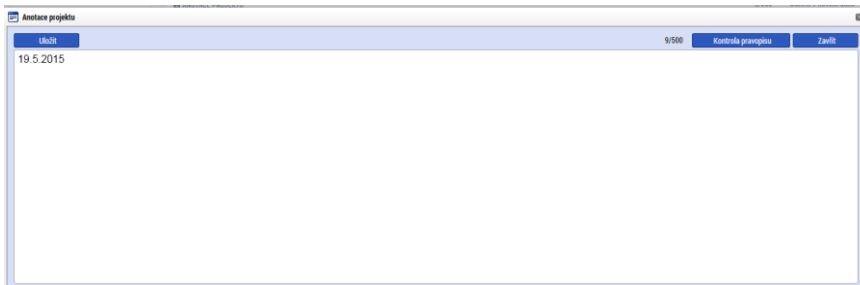 Anotace projektu
Uložit
9/500
Kontrola pravopisu
Zavřít
19.5.2015